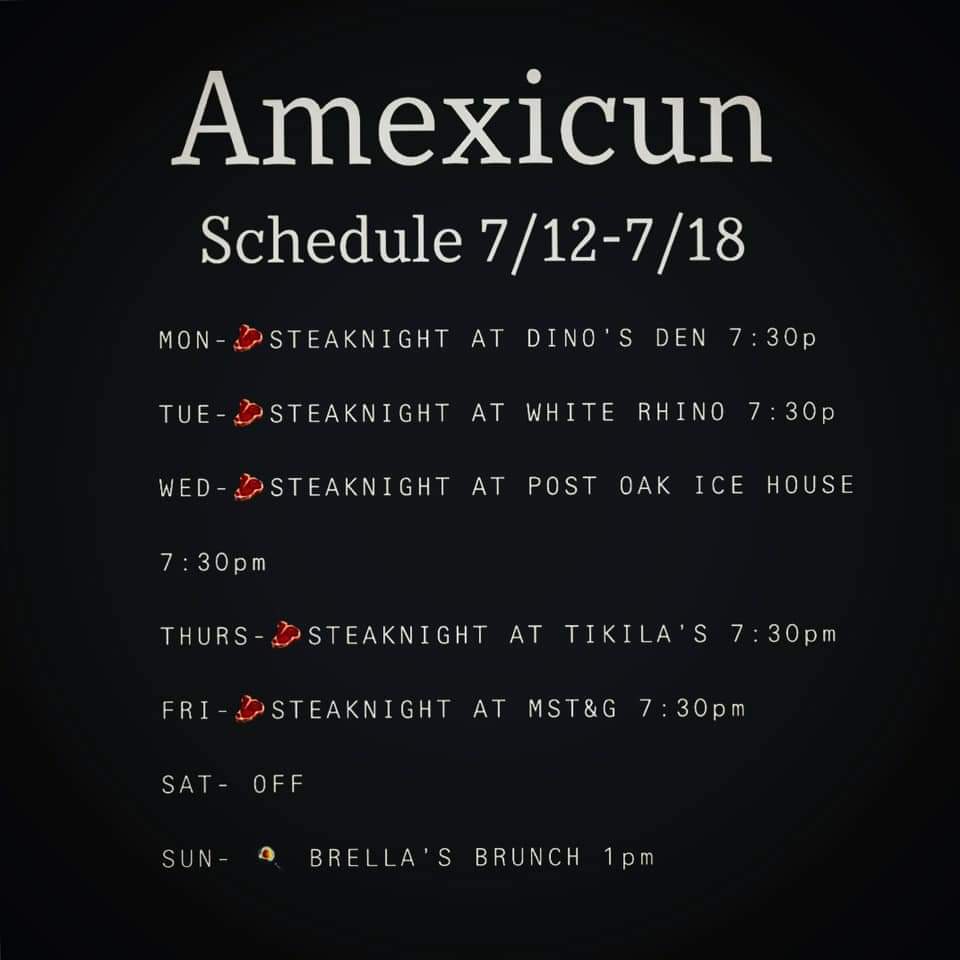 Amexicun
Schedule 7/12-7/18
MON-🥩STEAKNIGHT AT DINO'S DEN 7:30p
TUE-🥩STEAKNIGHT AT WHITE RHINO 7:30p
WED-🥩STEAKNIGHT AT POST OAK ICE HOUSE
7:30pm
THURS-🥩STEAKNIGHT AT TIKILA'S 7:30pm
FRI-🥩STEAKNIGHT AT MST&G 7:30pm
SAT- OFF
SUN- 🍳 BRELLA'S BRUNCH 1pm